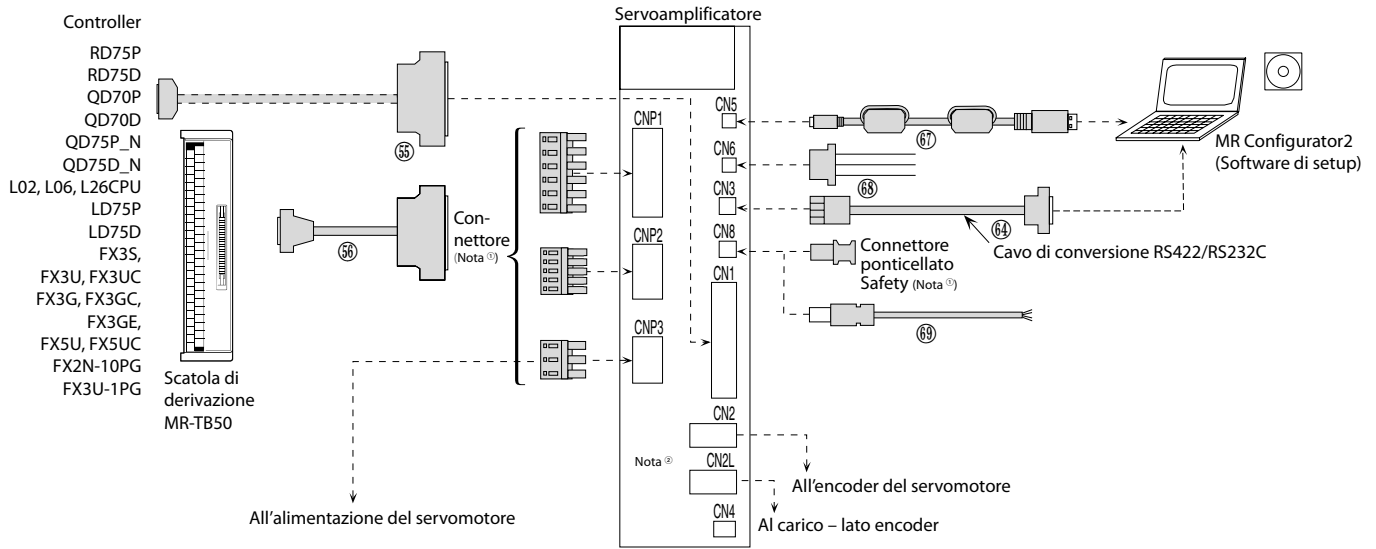 Servoamplificatore
Controller
RD75P
RD75D
QD70P
QD70D
QD75P_N
QD75D_N
L02, L06, L26CPU
LD75P
LD75D
FX3S,
FX3U, FX3UC
FX3G, FX3GC,
FX3GE,
FX5U, FX5UC
FX2N-10PG
FX3U-1PG
Scatola di
derivazione
MR-TB50
55
56
Con-
nettore
(Nota ①)
CNP1
CNP2
CNP3
CN5
CN6
CN3
CN8
CN1
CN2
CN2L
CN4
Nota ②
67
68
64
69
MR Configurator2
(Software di setup)
Cavo di conversione RS422/RS232C
Connettore
ponticellato
Safety (Nota ①)
All'encoder del servomotore
Al carico – lato encoder
All'alimentazione del servomotore